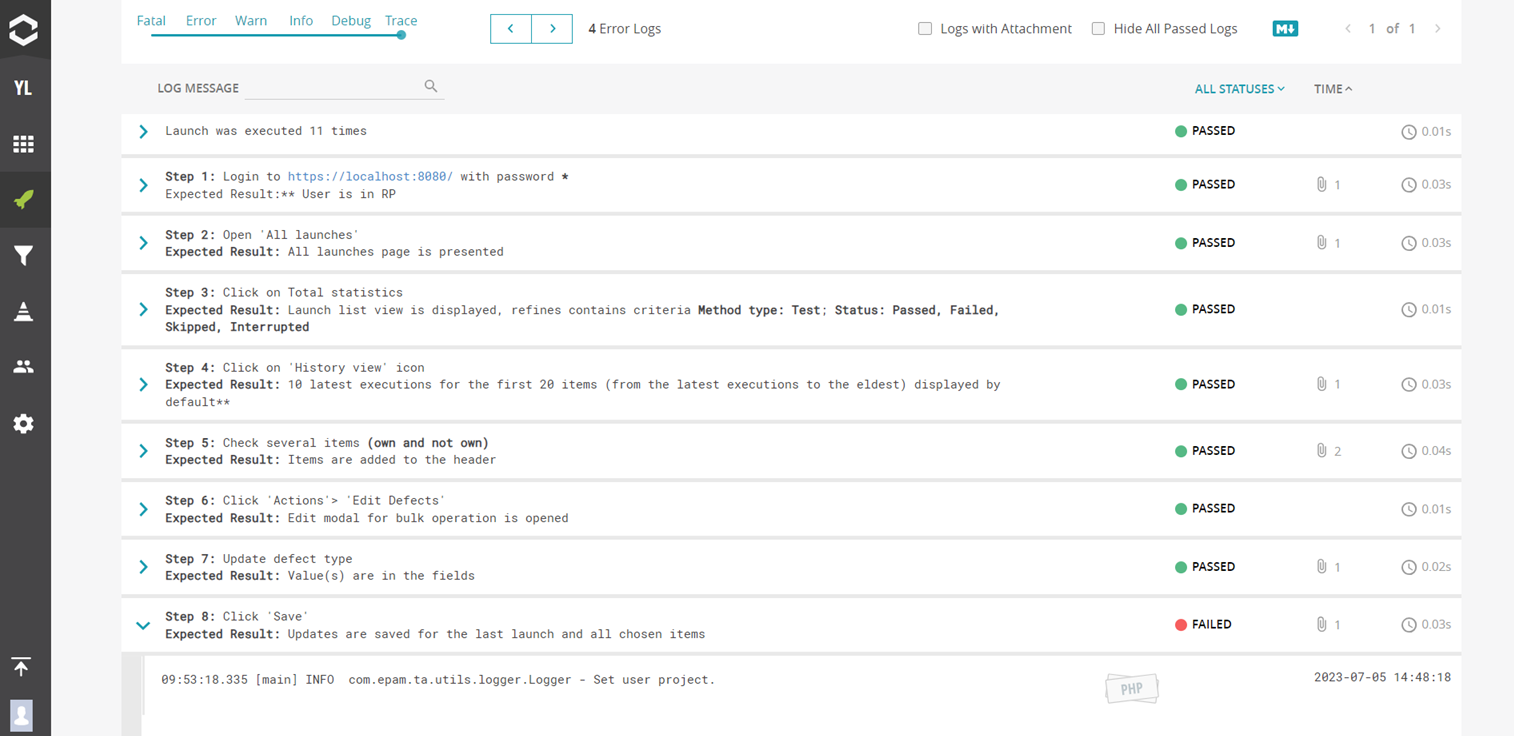 Fatal Error Warn Info Debug Trace
4 Error Logs
Logs with Attachment
Hide All Passed Logs
M
1 of 1
YL
LOG MESSAGE
ALL STATUSES
TIME
Launch was executed 11 times
PASSED
0.01s
Step 1: Login to https://localhost:8080/ with password *
Expected Result:** User is in RP
PASSED
1
0.03s
Step 2: Open 'All launches'
Expected Result: All launches page is presented
PASSED
1
0.03s
Step 3: Click on Total statistics
Expected Result: Launch list view is displayed, refines contains criteria Method type: Test; Status: Passed, Failed,
Skipped, Interrupted
PASSED
0.01s
Step 4: Click on 'History view' icon
Expected Result: 10 latest executions for the first 20 items (from the latest executions to the eldest) displayed by
default**
PASSED
1
0.03s
Step 5: Check several items (own and not own)
Expected Result: Items are added to the header
PASSED
2
0.04s
Step 6: Click 'Actions'> 'Edit Defects'
Expected Result: Edit modal for bulk operation is opened
PASSED
0.01s
Step 7: Update defect type
Expected Result: Value(s) are in the fields
PASSED
1
0.02s
Step 8: Click 'Save'
Expected Result: Updates are saved for the last launch and all chosen items
FAILED
1
0.03s
09:53:18.335 [main] INFO  com.epam.ta.utils.logger.Logger - Set user project.
PHP
2023-07-05 14:48:18